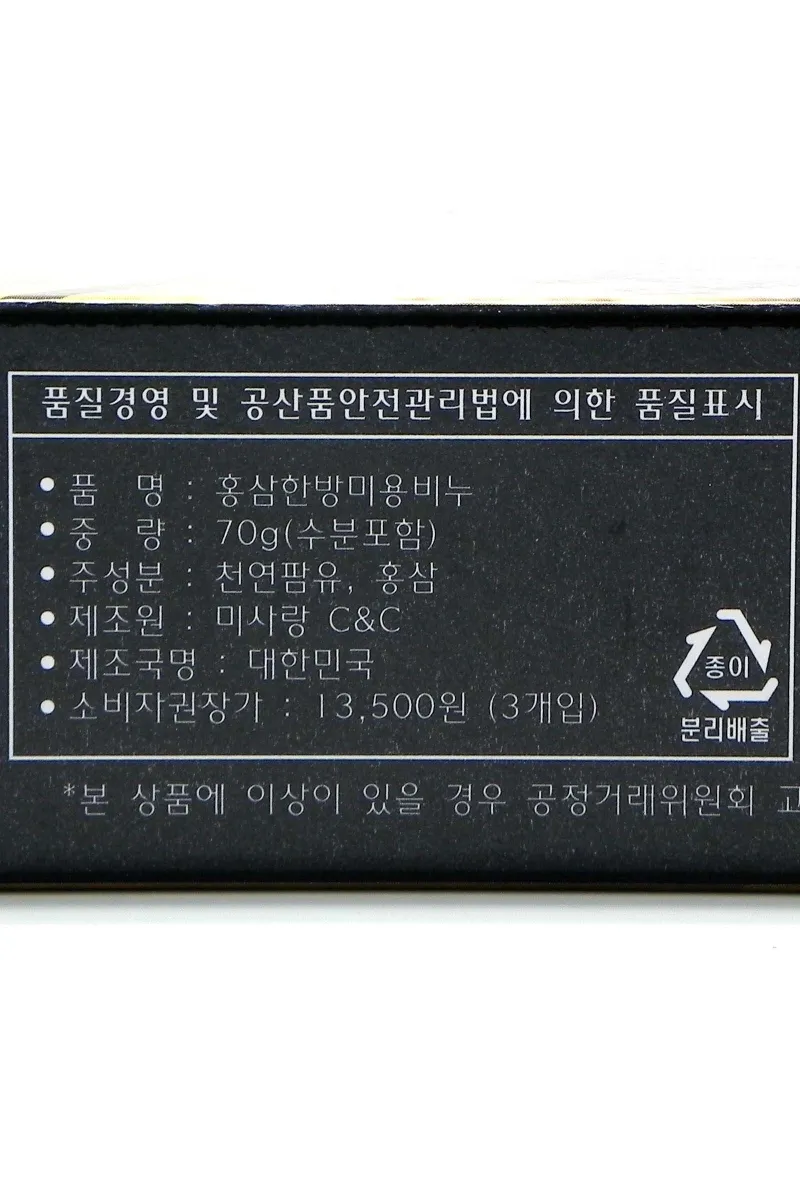 품질경영 및 공산품안전관리법에 의한 품질표시
• 품 명 : 홍삼한방미용비누
• 중 량 : 70g(수분포함)
• 주성분 : 천연팜유, 홍삼
• 제조원 : 미사랑 C&C
• 제조국명 : 대한민국
• 소비자권장가 : 13,500원 (3개입)
종이
분리배출
*본 상품에 이상이 있을 경우 공정거래위원회 고